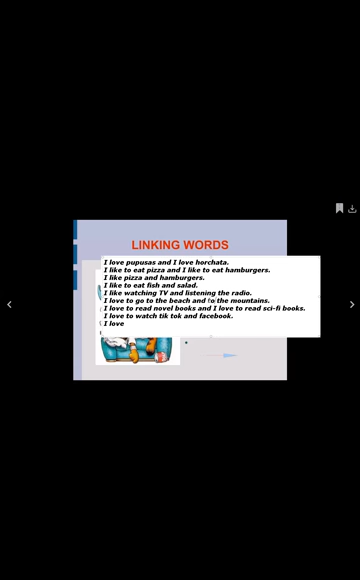 LINKING WORDS
I love pupusas and I love horchata.
I like to eat pizza and I like to eat hamburgers.
I like pizza and hamburgers.
I like to eat fish and salad.
I like watching TV and listening the radio.
I love to go to the beach and to the mountains.
I love to read novel books and I love to read sci-fi books.
I love to watch tik tok and facebook.
I love